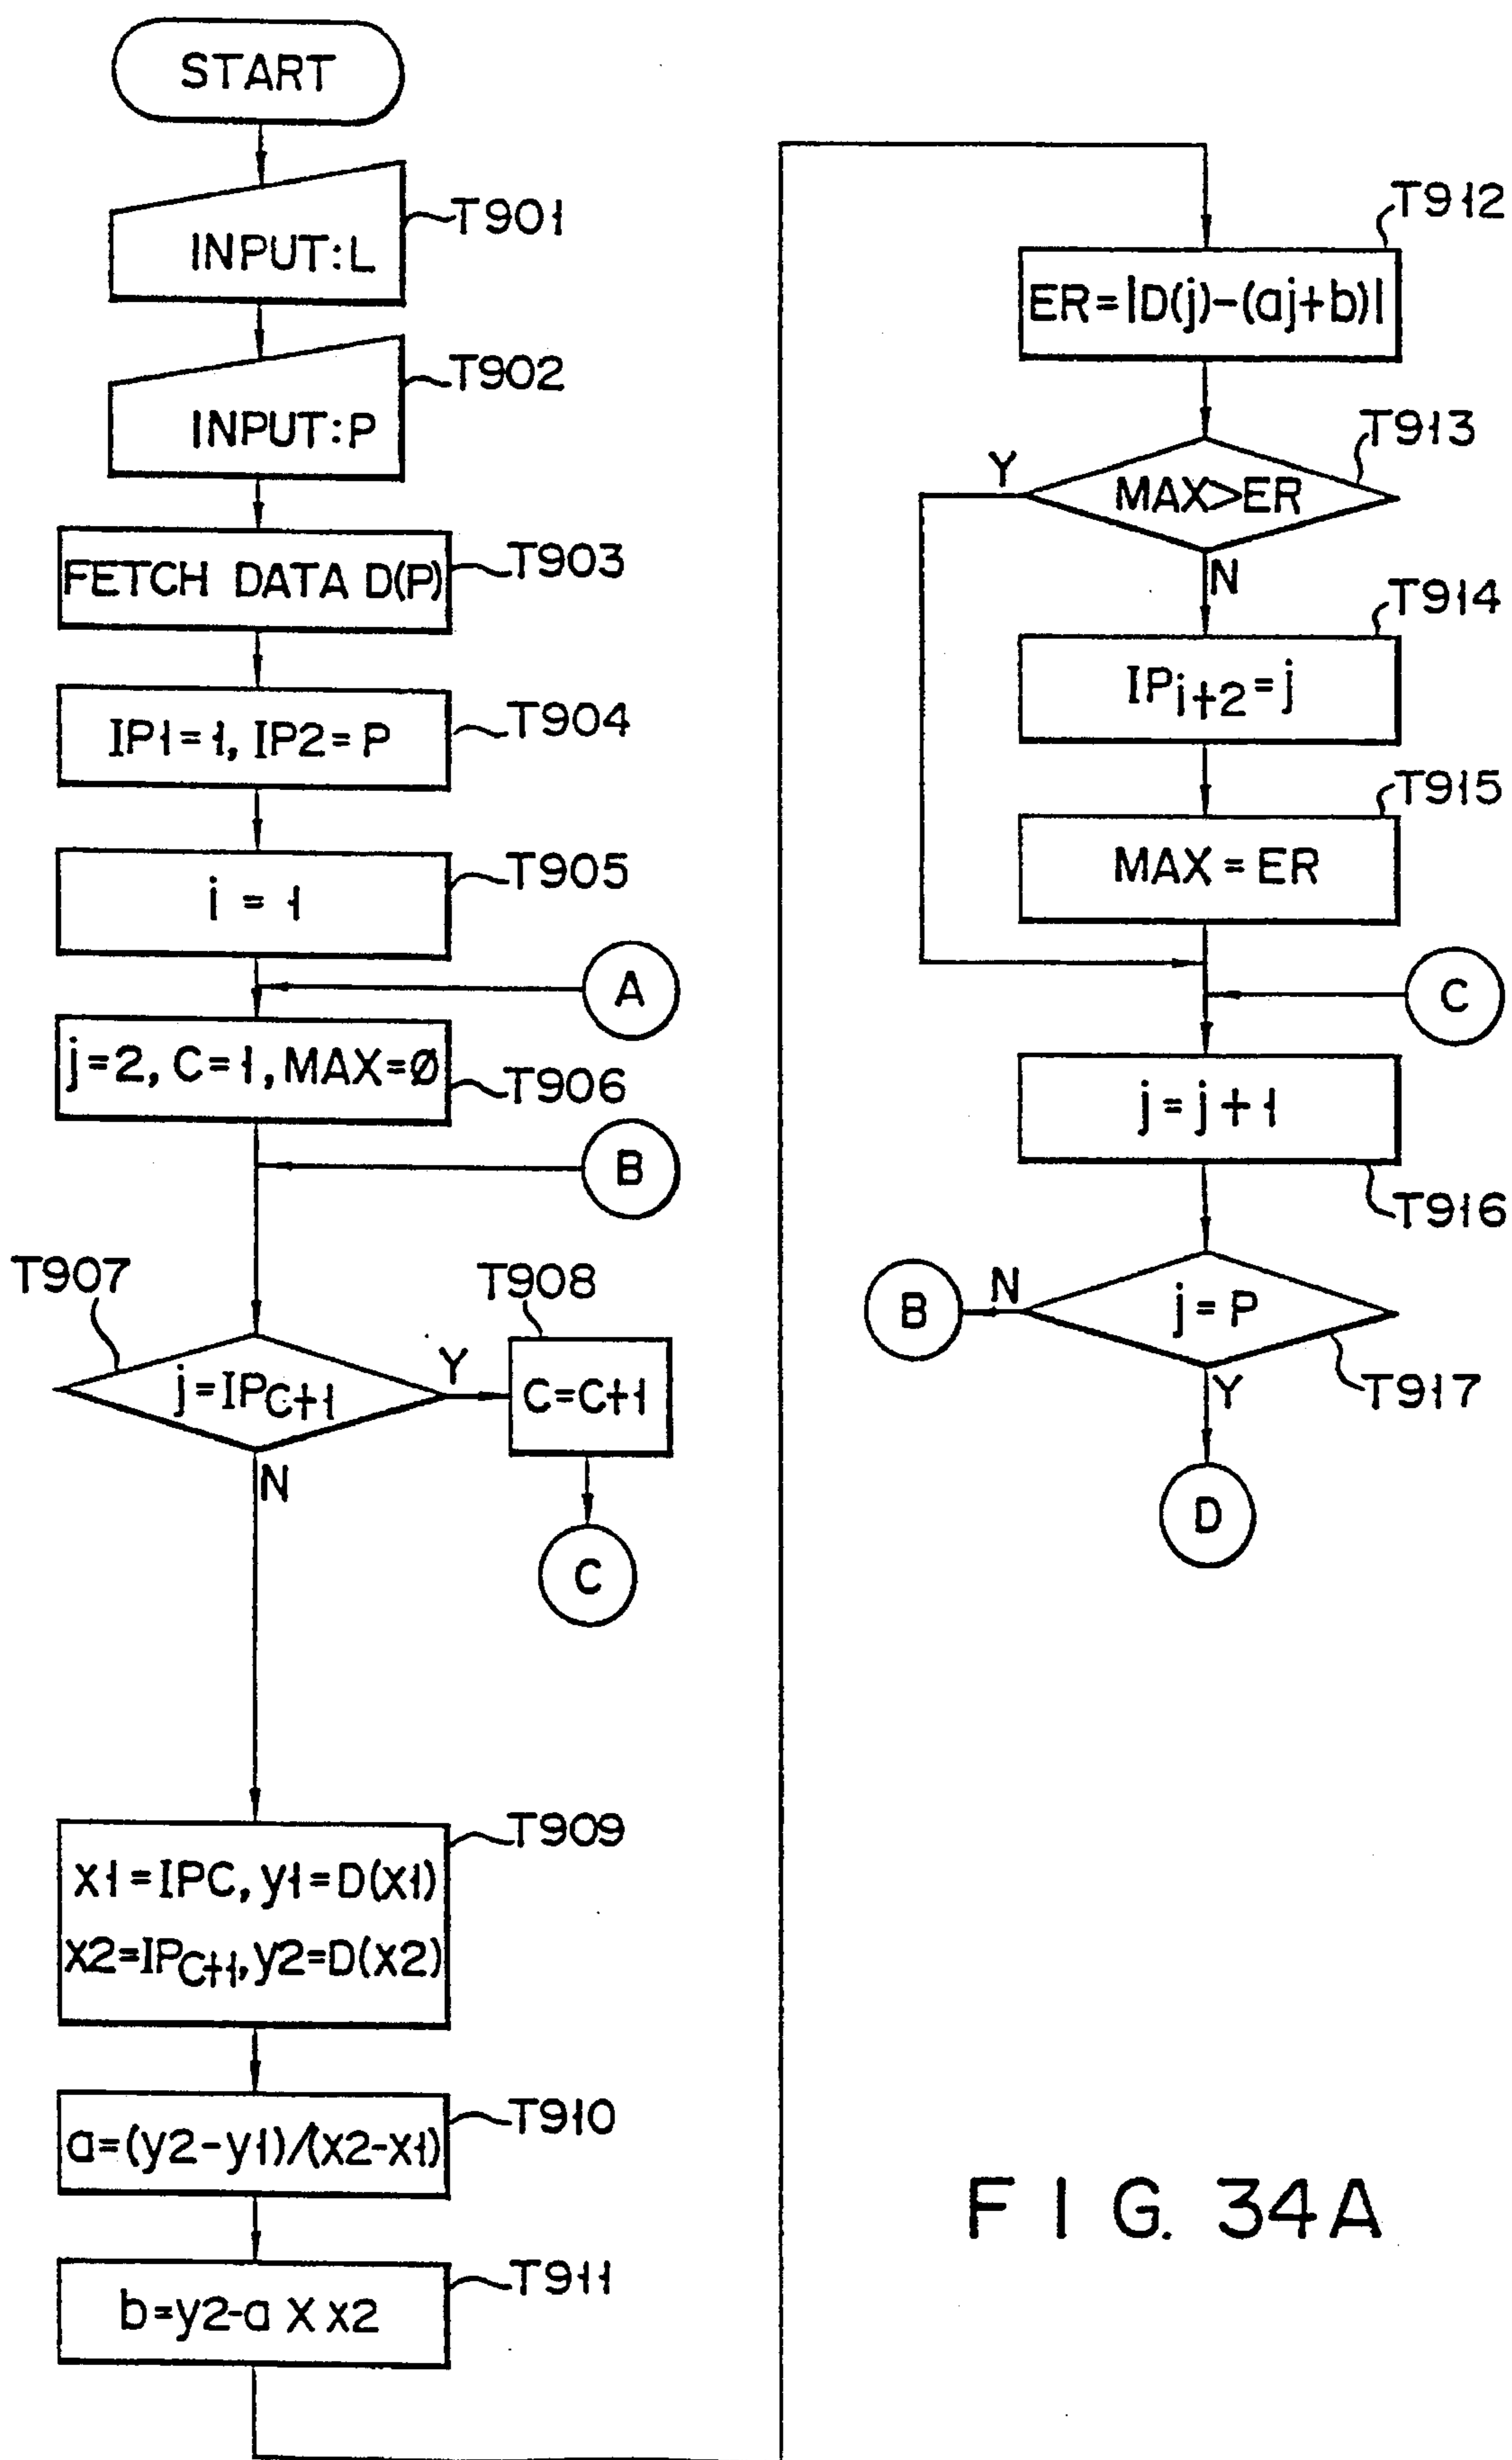 START
INPUT:L
T901
INPUT:P
T902
FETCH DATA D(P)
T903
IP1=1, IP2=P
T904
i = 1
T905
A
j=2, C=1, MAX=Ø
T906
B
T907
j=IPC+1
Y
N
T908
C=C+1
C
T909
x1=IPC, y1=D(x1)
x2=IPC+1, y2=D(x2)
a=(y2-y1)/(x2-x1)
T910
b=y2-a X x2
T911
T912
ER=|D(j)-(aj+b)|
T913
Y
MAX>ER
N
T914
IPi+2=j
T915
MAX=ER
C
j=j+1
T916
B
N
j=P
T917
Y
D
FIG. 34A